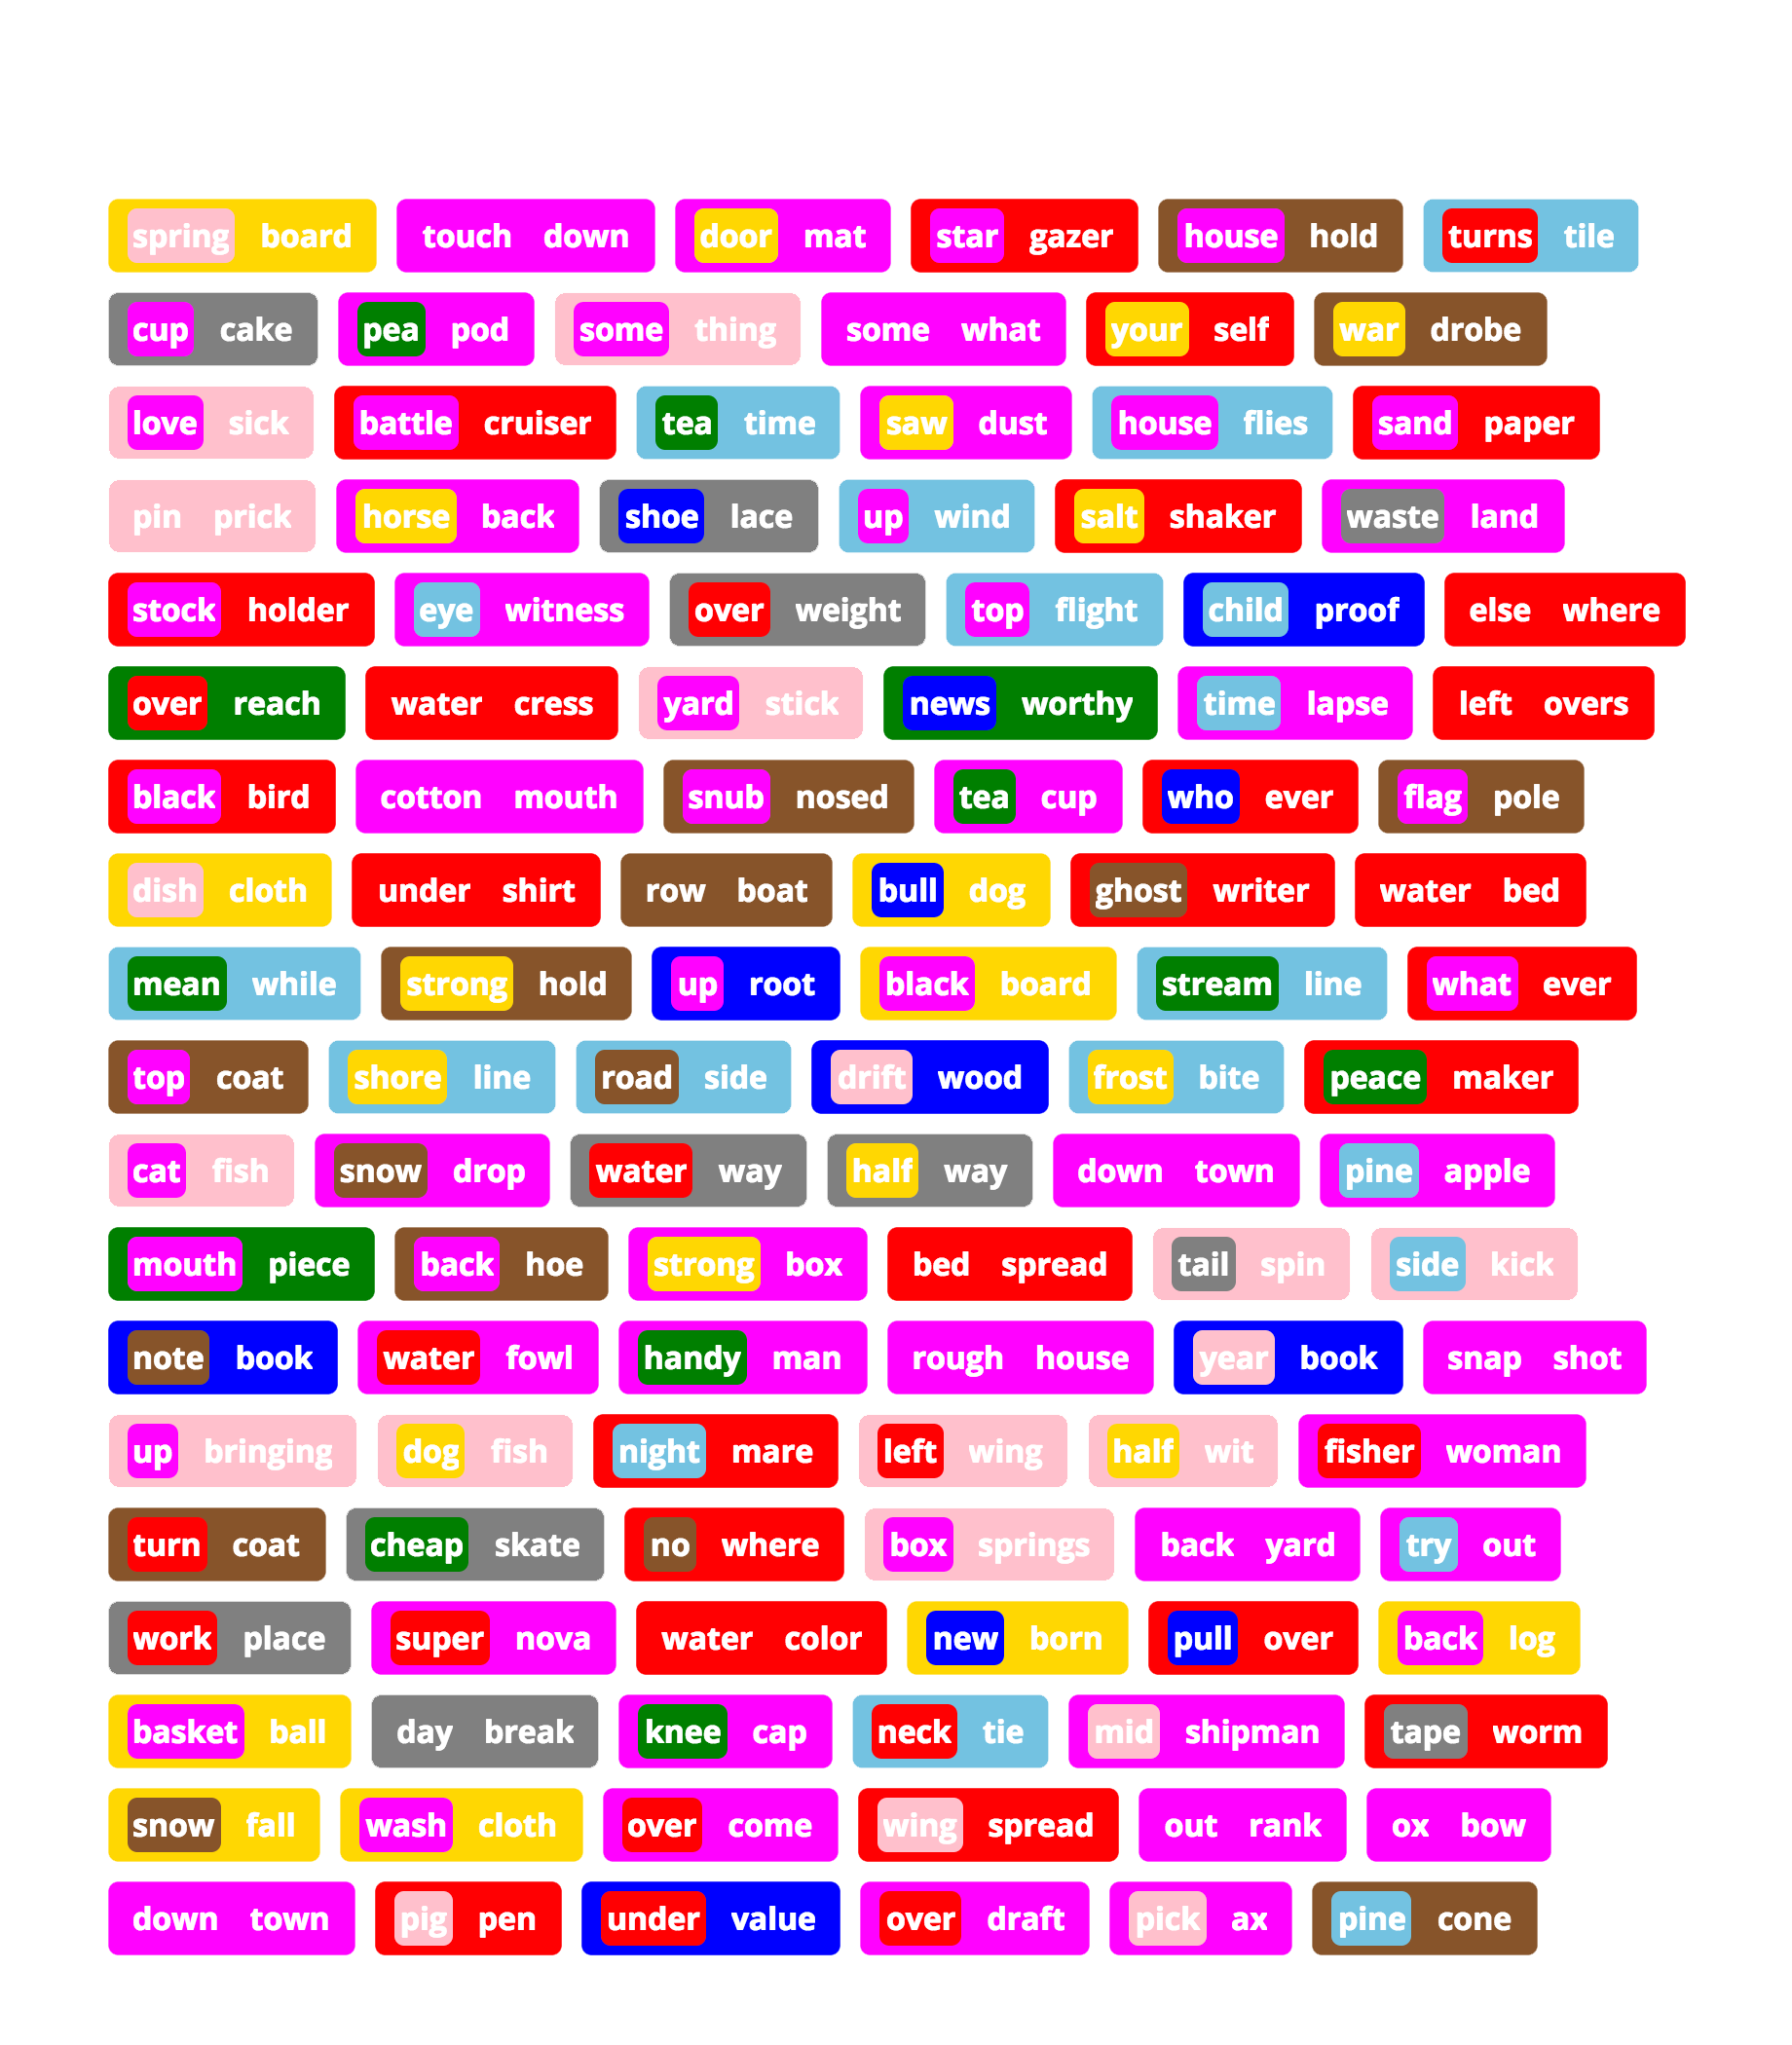 spring board touch down door mat star gazer house hold turns tile
cup cake pea pod some thing some what your self war drobe
love sick battle cruiser tea time saw dust house flies sand paper
pin prick horse back shoe lace up wind salt shaker waste land
stock holder eye witness over weight top flight child proof else where
over reach water cress yard stick news worthy time lapse left overs
black bird cotton mouth snub nosed tea cup who ever flag pole
dish cloth under shirt row boat bull dog ghost writer water bed
mean while strong hold up root black board stream line what ever
top coat shore line road side drift wood frost bite peace maker
cat fish snow drop water way half way down town pine apple
mouth piece back hoe strong box bed spread tail spin side kick
note book water fowl handy man rough house year book snap shot
up bringing dog fish night mare left wing half wit fisher woman
turn coat cheap skate no where box springs back yard try out
work place super nova water color new born pull over back log
basket ball day break knee cap neck tie mid shipman tape worm
snow fall wash cloth over come wing spread out rank ox bow
down town pig pen under value over draft pick ax pine cone